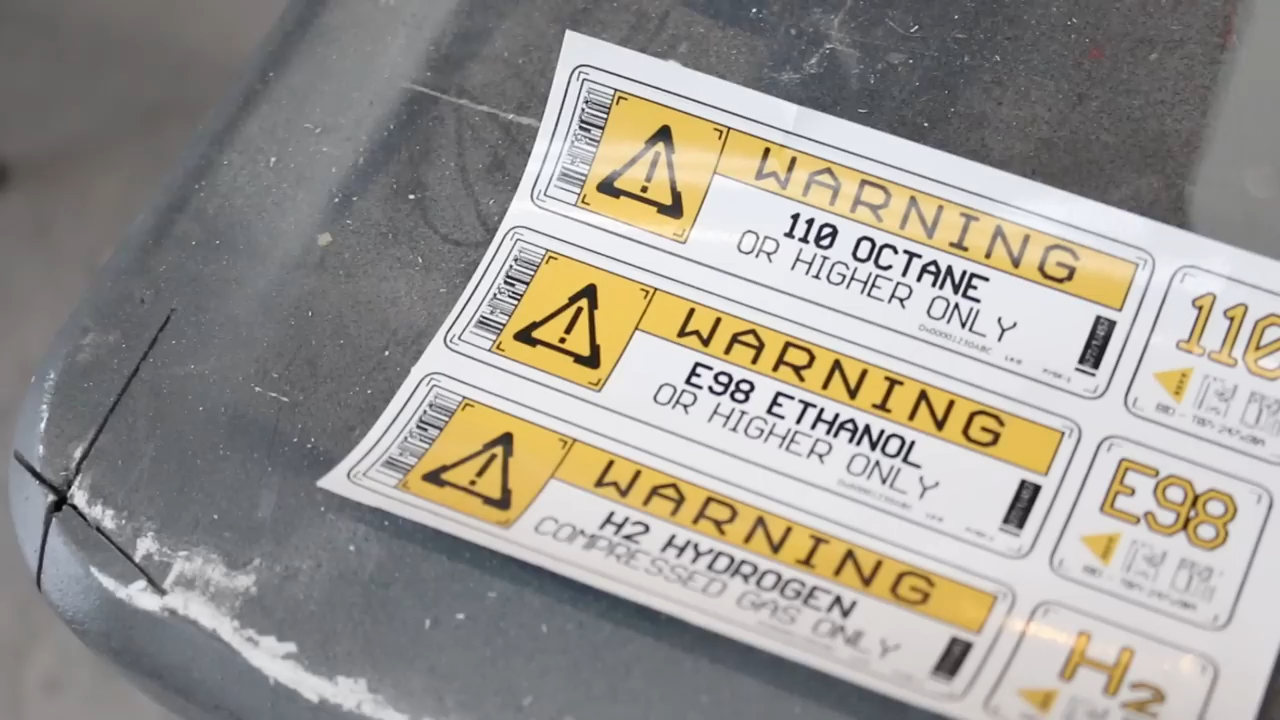 WARNING
110 OCTANE
OR HIGHER ONLY
110
WARNING
E98 ETHANOL
OR HIGHER ONLY
E98
WARNING
H2 HYDROGEN
COMPRESSED GAS ONLY
H2